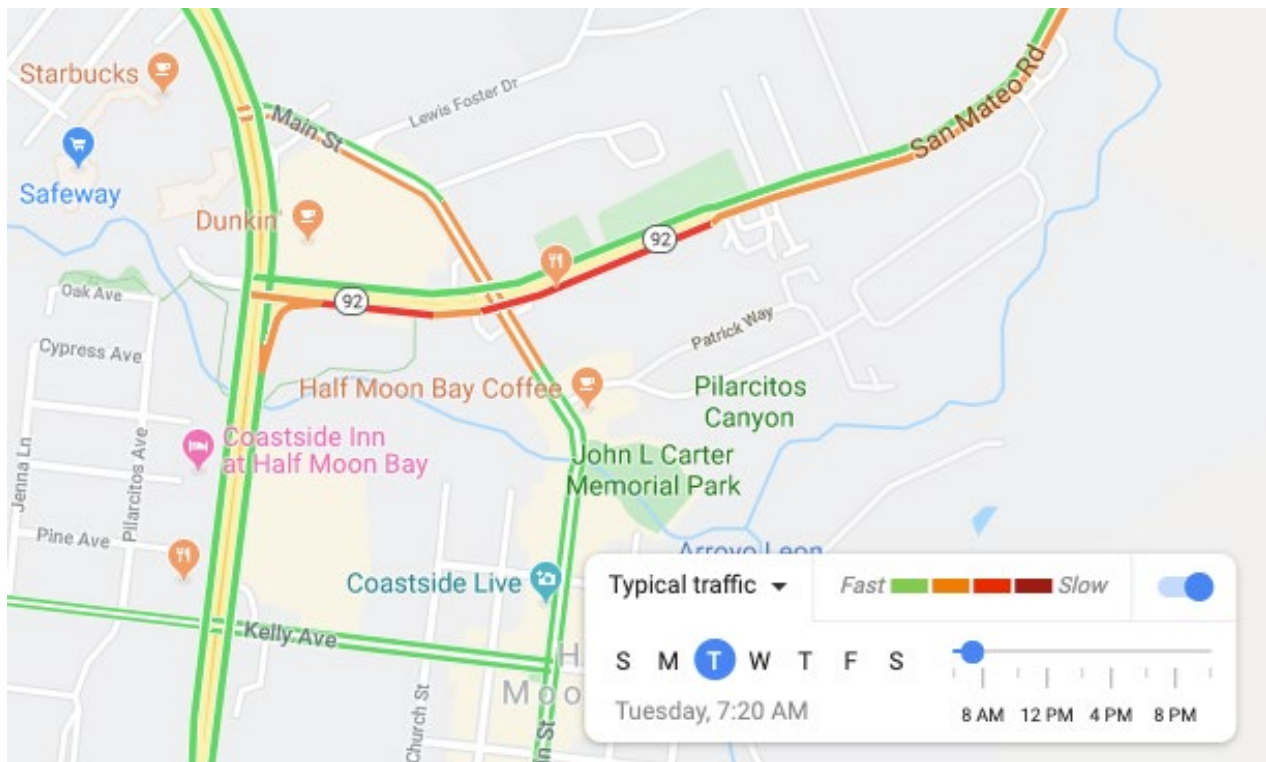 Starbucks
Main St
Lewis Foster Dr
San Mateo Rd
Safeway
Dunkin'
92
92
Oak Ave
Cypress Ave
Patrick Way
Half Moon Bay Coffee
Pilarcitos
Canyon
Coastside Inn
at Half Moon Bay
Jenna Ln
Pilarcitos Ave
John L Carter
Memorial Park
Pine Ave
Arroyo Leon
Coastside Live
Kelly Ave
H
Moo
Church St
in St
Typical traffic
Fast
Slow
S M T W T F S
Tuesday, 7:20 AM
8 AM 12 PM 4 PM 8 PM